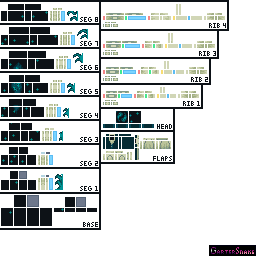 SEG 8
RIB 4
SEG 7
RIB 3
SEG 6
RIB 2
SEG 5
RIB 1
SEG 4
HEAD
SEG 3
SEG 2
FLAPS
SEG 1
BASE
GarterSnake